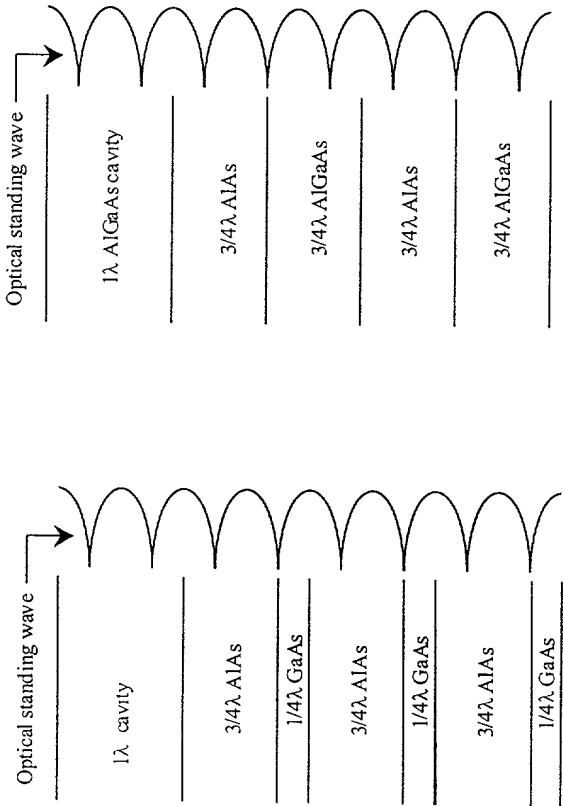 Optical standing wave
1λ AlGaAs cavity
3/4λ AlAs
3/4λ AlGaAs
3/4λ AlAs
3/4λ AlGaAs
Optical standing wave
1λ cavity
3/4λ AlAs
1/4λ GaAs
3/4λ AlAs
1/4λ GaAs
3/4λ AlAs
1/4λ GaAs